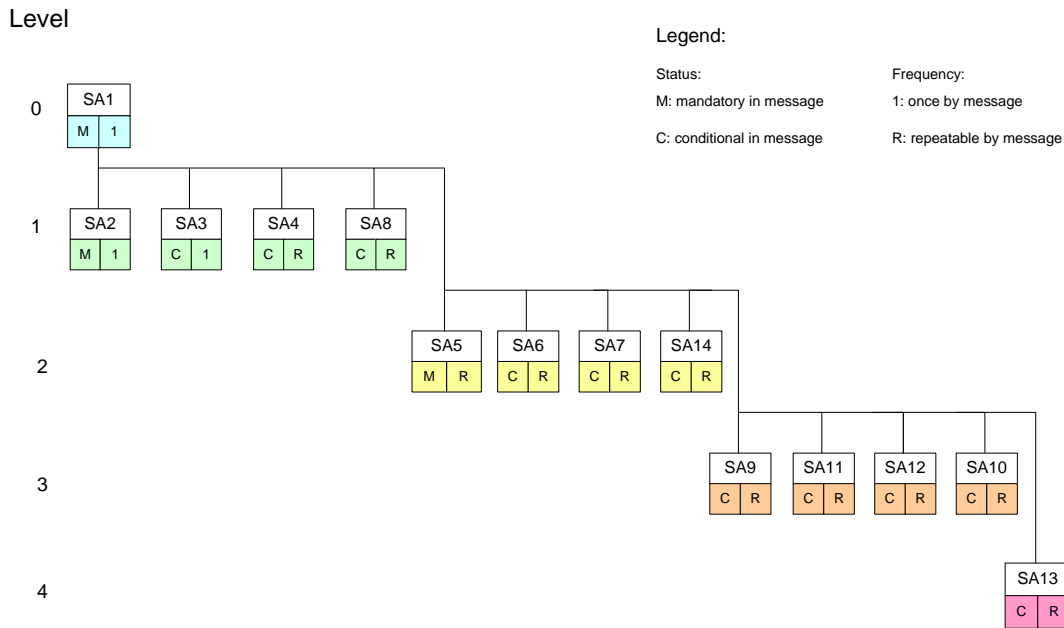 Level
Legend:
Status:
Frequency:
M: mandatory in message
1: once by message
C: conditional in message
R: repeatable by message
0
SA1
M 1
1
SA2 SA3 SA4 SA8
M 1 C 1 C R C R
2
SA5 SA6 SA7 SA14
M R C R C R C R
3
SA9 SA11 SA12 SA10
C R C R C R C R
4
SA13
C R